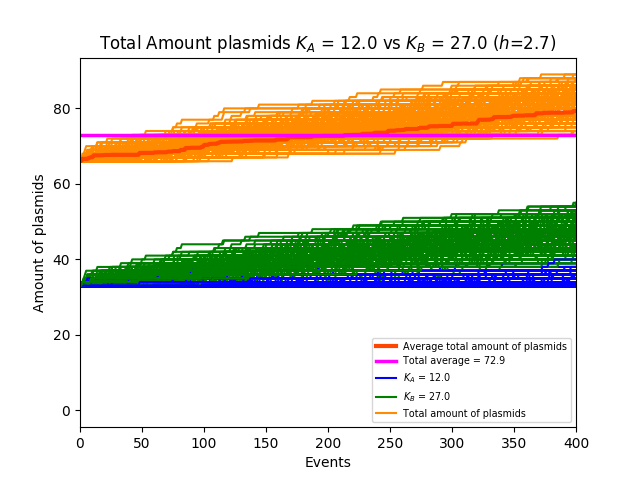 Total Amount plasmids K_A = 12.0 vs K_B = 27.0 (h=2.7)
Amount of plasmids
80
60
40
20
0
Average total amount of plasmids
Total average = 72.9
K_A = 12.0
K_B = 27.0
Total amount of plasmids
0 50 100 150 200 250 300 350 400
Events